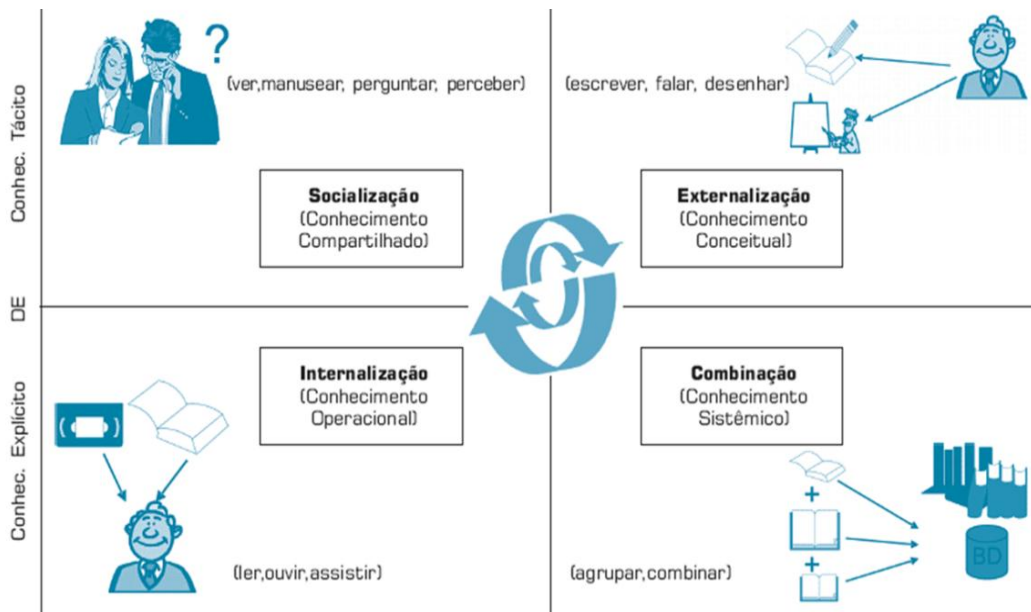 Conhec. Tácito
?
(ver,manusear, perguntar, perceber)
(escrever, falar, desenhar)
Socialização
(Conhecimento
Compartilhado)
Externalização
(Conhecimento
Conceitual)
DE
Conhec. Explícito
Internalização
(Conhecimento
Operacional)
Combinação
(Conhecimento
Sistêmico)
+
+
BD
(ler,ouvir,assistir)
(agrupar,combinar)